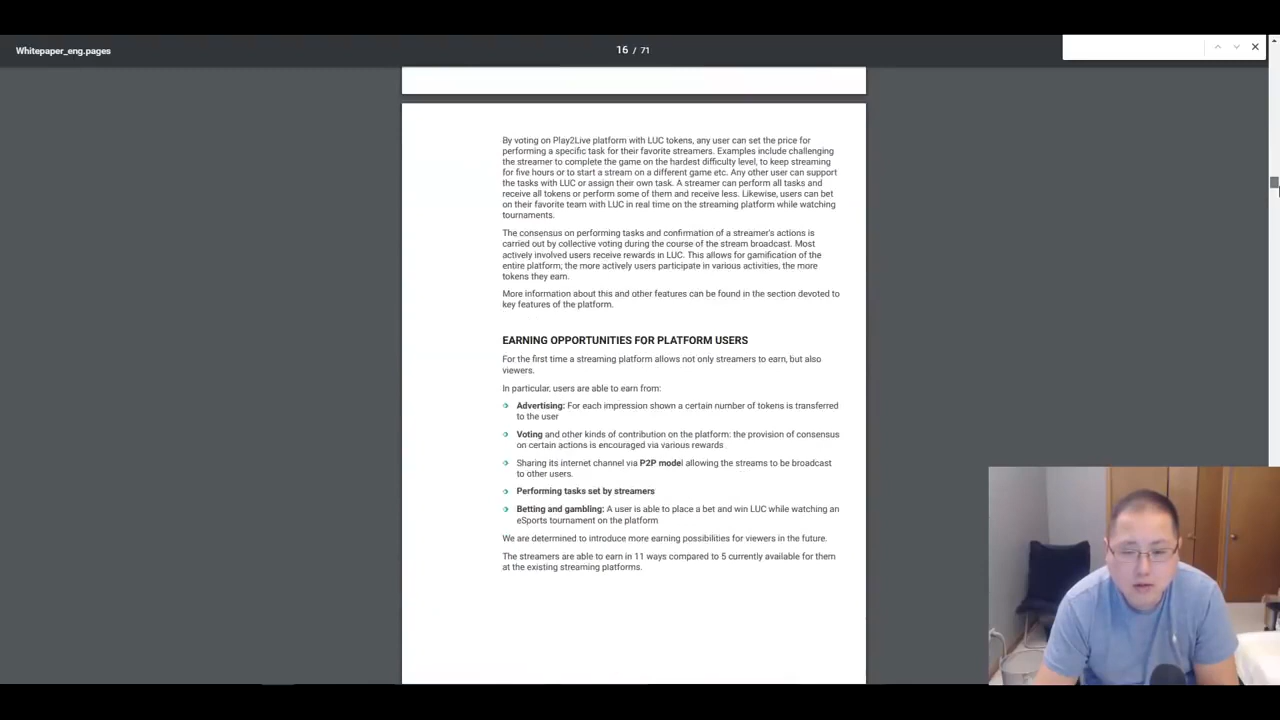 Whitepaper_eng.pages
16 / 71
By voting on Play2Live platform with LUC tokens, any user can set the price for
performing a specific task for their favorite streamers. Examples include challenging
the streamer to complete the game on the hardest difficulty level, to keep streaming
for five hours or to start a stream on a different game etc. Any other user can support
the tasks with LUC or assign their own task. A streamer can perform all tasks and
receive all tokens or perform some of them and receive less. Likewise, users can bet
on their favorite team with LUC in real time on the streaming platform while watching
tournaments.
The consensus on performing tasks and confirmation of a streamer's actions is
carried out by collective voting during the course of the stream broadcast. Most
actively involved users receive rewards in LUC. This allows for gamification of the
entire platform; the more actively users participate in various activities, the more
tokens they earn.
More information about this and other features can be found in the section devoted to
key features of the platform.
EARNING OPPORTUNITIES FOR PLATFORM USERS
For the first time a streaming platform allows not only streamers to earn, but also
viewers.
In particular, users are able to earn from:
Advertising: For each impression shown a certain number of tokens is transferred
to the user
Voting and other kinds of contribution on the platform: the provision of consensus
on certain actions is encouraged via various rewards
Sharing its internet channel via P2P model allowing the streams to be broadcast
to other users.
Performing tasks set by streamers
Betting and gambling: A user is able to place a bet and win LUC while watching an
eSports tournament on the platform
We are determined to introduce more earning possibilities for viewers in the future.
The streamers are able to earn in 11 ways compared to 5 currently available for them
at the existing streaming platforms.